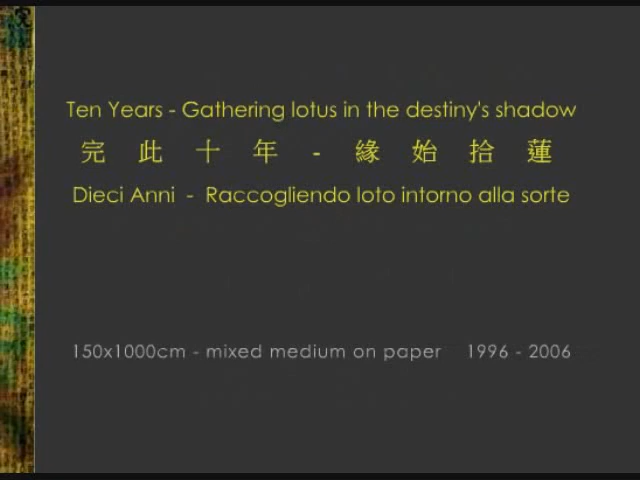 Ten Years - Gathering lotus in the destiny's shadow
完 此 十 年 - 緣 始 拾 蓮
Dieci Anni - Raccogliendo loto intorno alla sorte
150x1000cm - mixed medium on paper 1996 - 2006